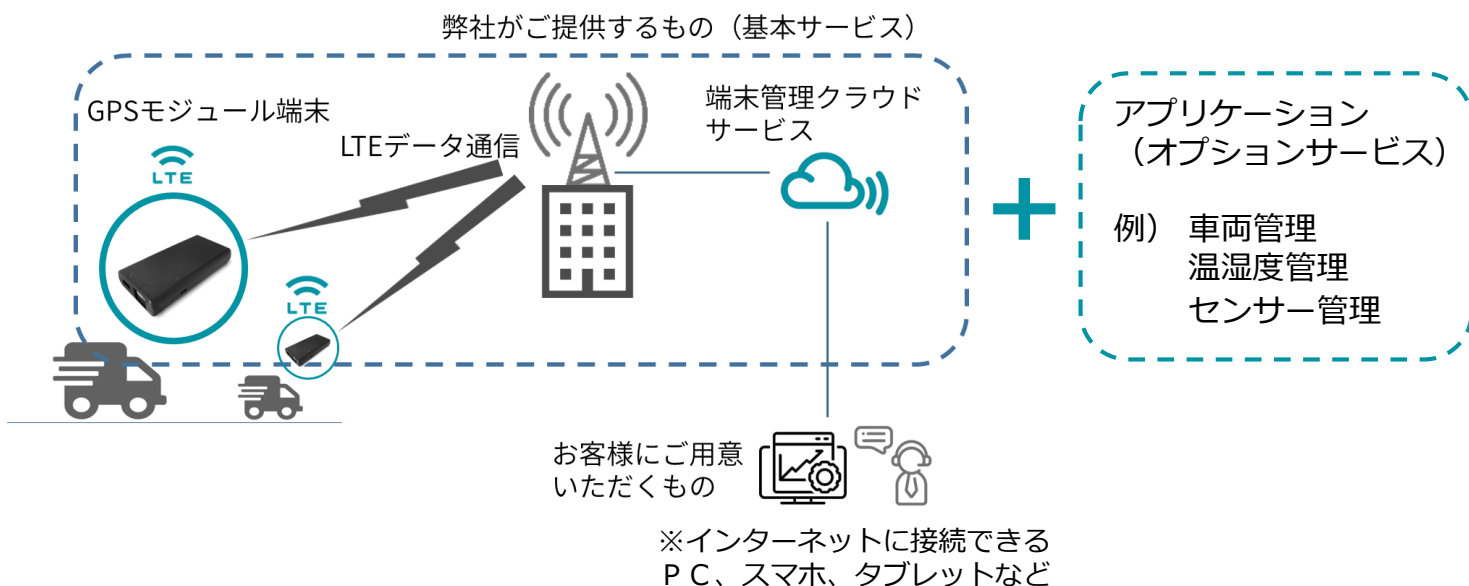 弊社がご提供するもの（基本サービス）
GPSモジュール端末
LTE
LTEデータ通信
LTE
端末管理クラウド
サービス
アプリケーション
（オプションサービス）
例） 車両管理
温湿度管理
センサー管理
お客様にご用意
いただくもの
※インターネットに接続できる
ＰＣ、スマホ、タブレットなど